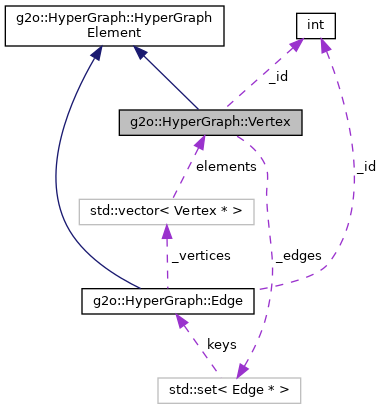 g2o::HyperGraph::HyperGraph
Element
int
_id
g2o::HyperGraph::Vertex
elements
_id
std::vector< Vertex * >
_vertices
_edges
g2o::HyperGraph::Edge
keys
std::set< Edge * >